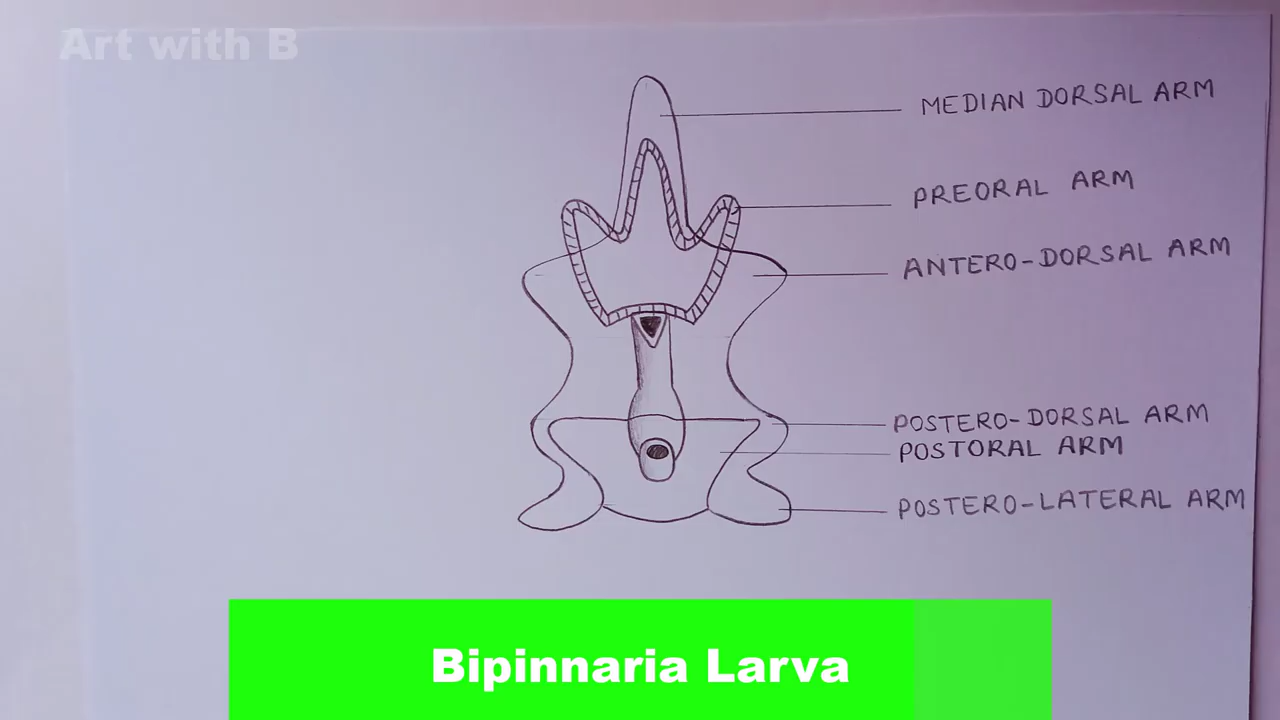 Art with B
MEDIAN DORSAL ARM
PREORAL ARM
ANTERO-DORSAL ARM
POSTERO-DORSAL ARM
POSTORAL ARM
POSTERO-LATERAL ARM
Bipinnaria Larva